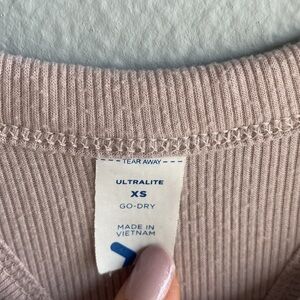 TEAR AWAY
ULTRALITE
XS
GO-DRY
MADE IN
VIETNAM